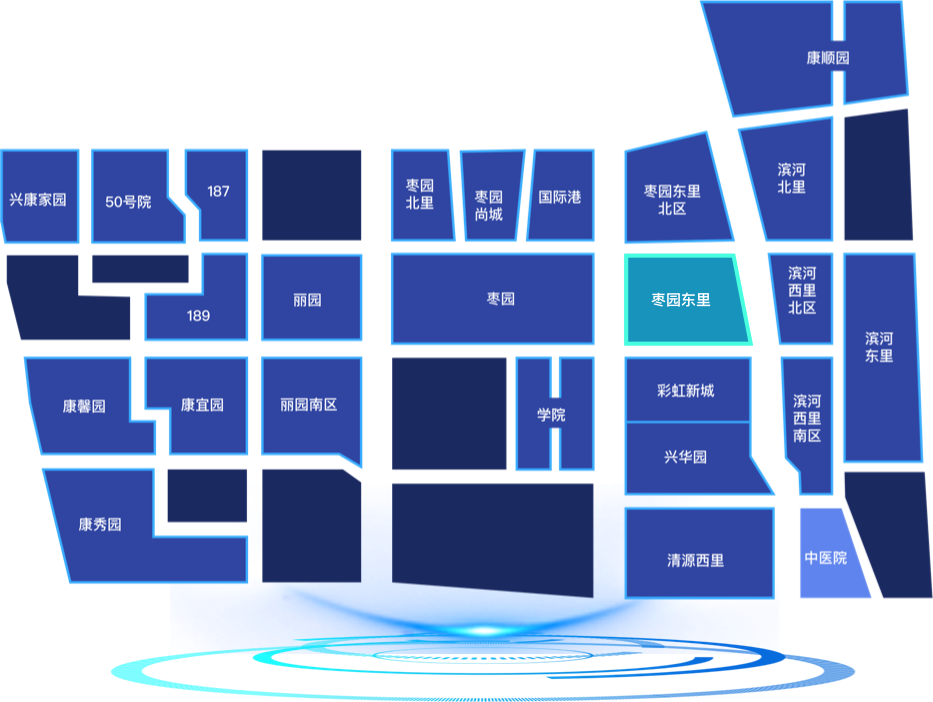 康顺园
兴康家园
50号院
187
枣园
北里
枣园
尚城
国际港
枣园东里
北区
滨河
北里
189
丽园
枣园
枣园东里
滨河
西里
北区
滨河
东里
康馨园
康宜园
丽园南区
学院
彩虹新城
兴华园
滨河
西里
南区
康秀园
清源西里
中医院